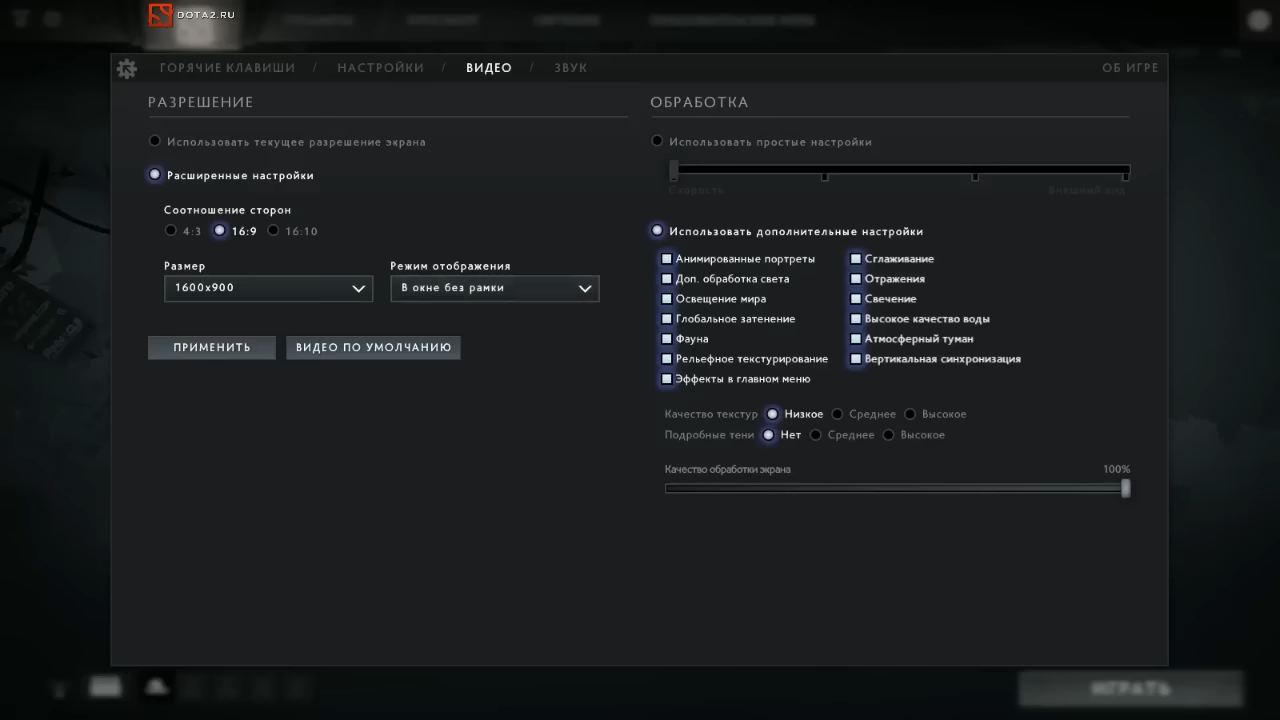 DOTA2.RU
ГОРЯЧИЕ КЛАВИШИ / НАСТРОЙКИ / ВИДЕО / ЗВУК
ОБ ИГРЕ
РАЗРЕШЕНИЕ
Использовать текущее разрешение экрана
Расширенные настройки
Соотношение сторон
4:3 16:9 16:10
Размер
1600x900
Режим отображения
В окне без рамки
ПРИМЕНИТЬ
ВИДЕО ПО УМОЛЧАНИЮ
ОБРАБОТКА
Использовать простые настройки
Скорость
Внешний вид
Использовать дополнительные настройки
Анимированные портреты
Доп. обработка света
Освещение мира
Глобальное затенение
Фауна
Рельефное текстурирование
Эффекты в главном меню
Сглаживание
Отражения
Свечение
Высокое качество воды
Атмосферный туман
Вертикальная синхронизация
Качество текстур Низкое Среднее Высокое
Подробные тени Нет Среднее Высокое
Качество обработки экрана 100%
ИГРАТЬ